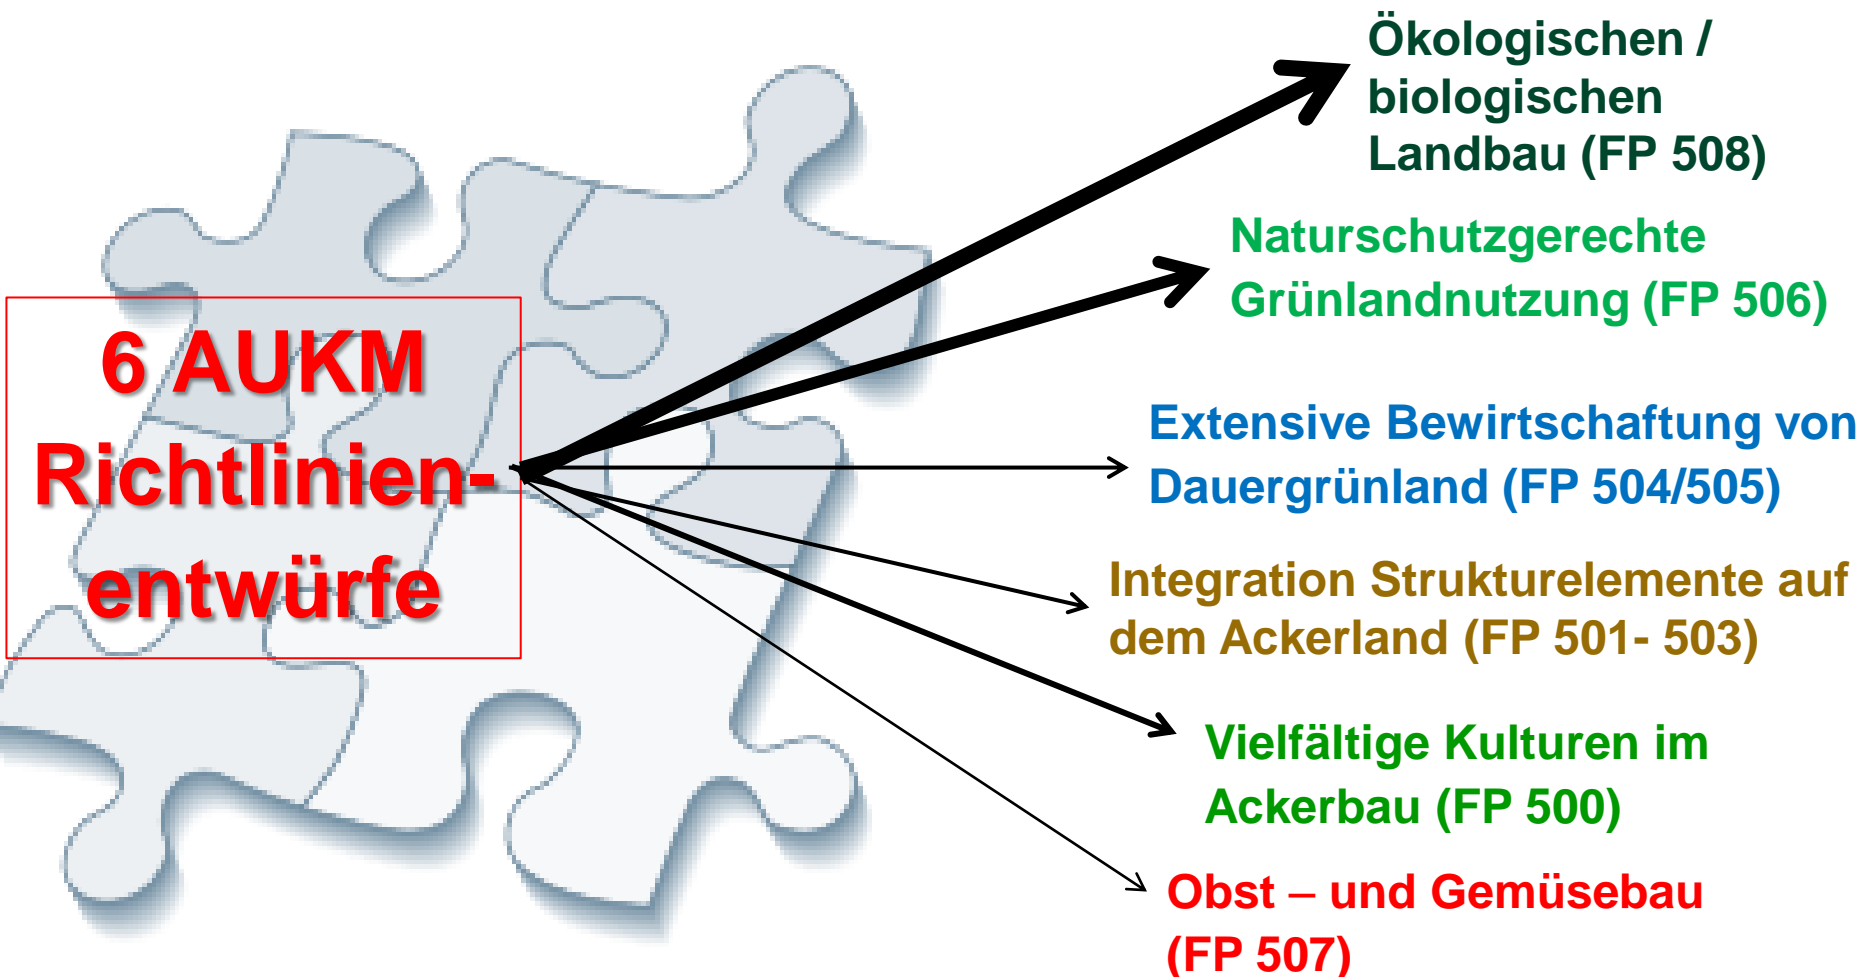 6 AUKM
Richtlinien-
entwürfe
Ökologischen /
biologischen
Landbau (FP 508)
Naturschutzgerechte
Grünlandnutzung (FP 506)
Extensive Bewirtschaftung von
Dauergrünland (FP 504/505)
Integration Strukturelemente auf
dem Ackerland (FP 501- 503)
Vielfältige Kulturen im
Ackerbau (FP 500)
Obst – und Gemüsebau
(FP 507)